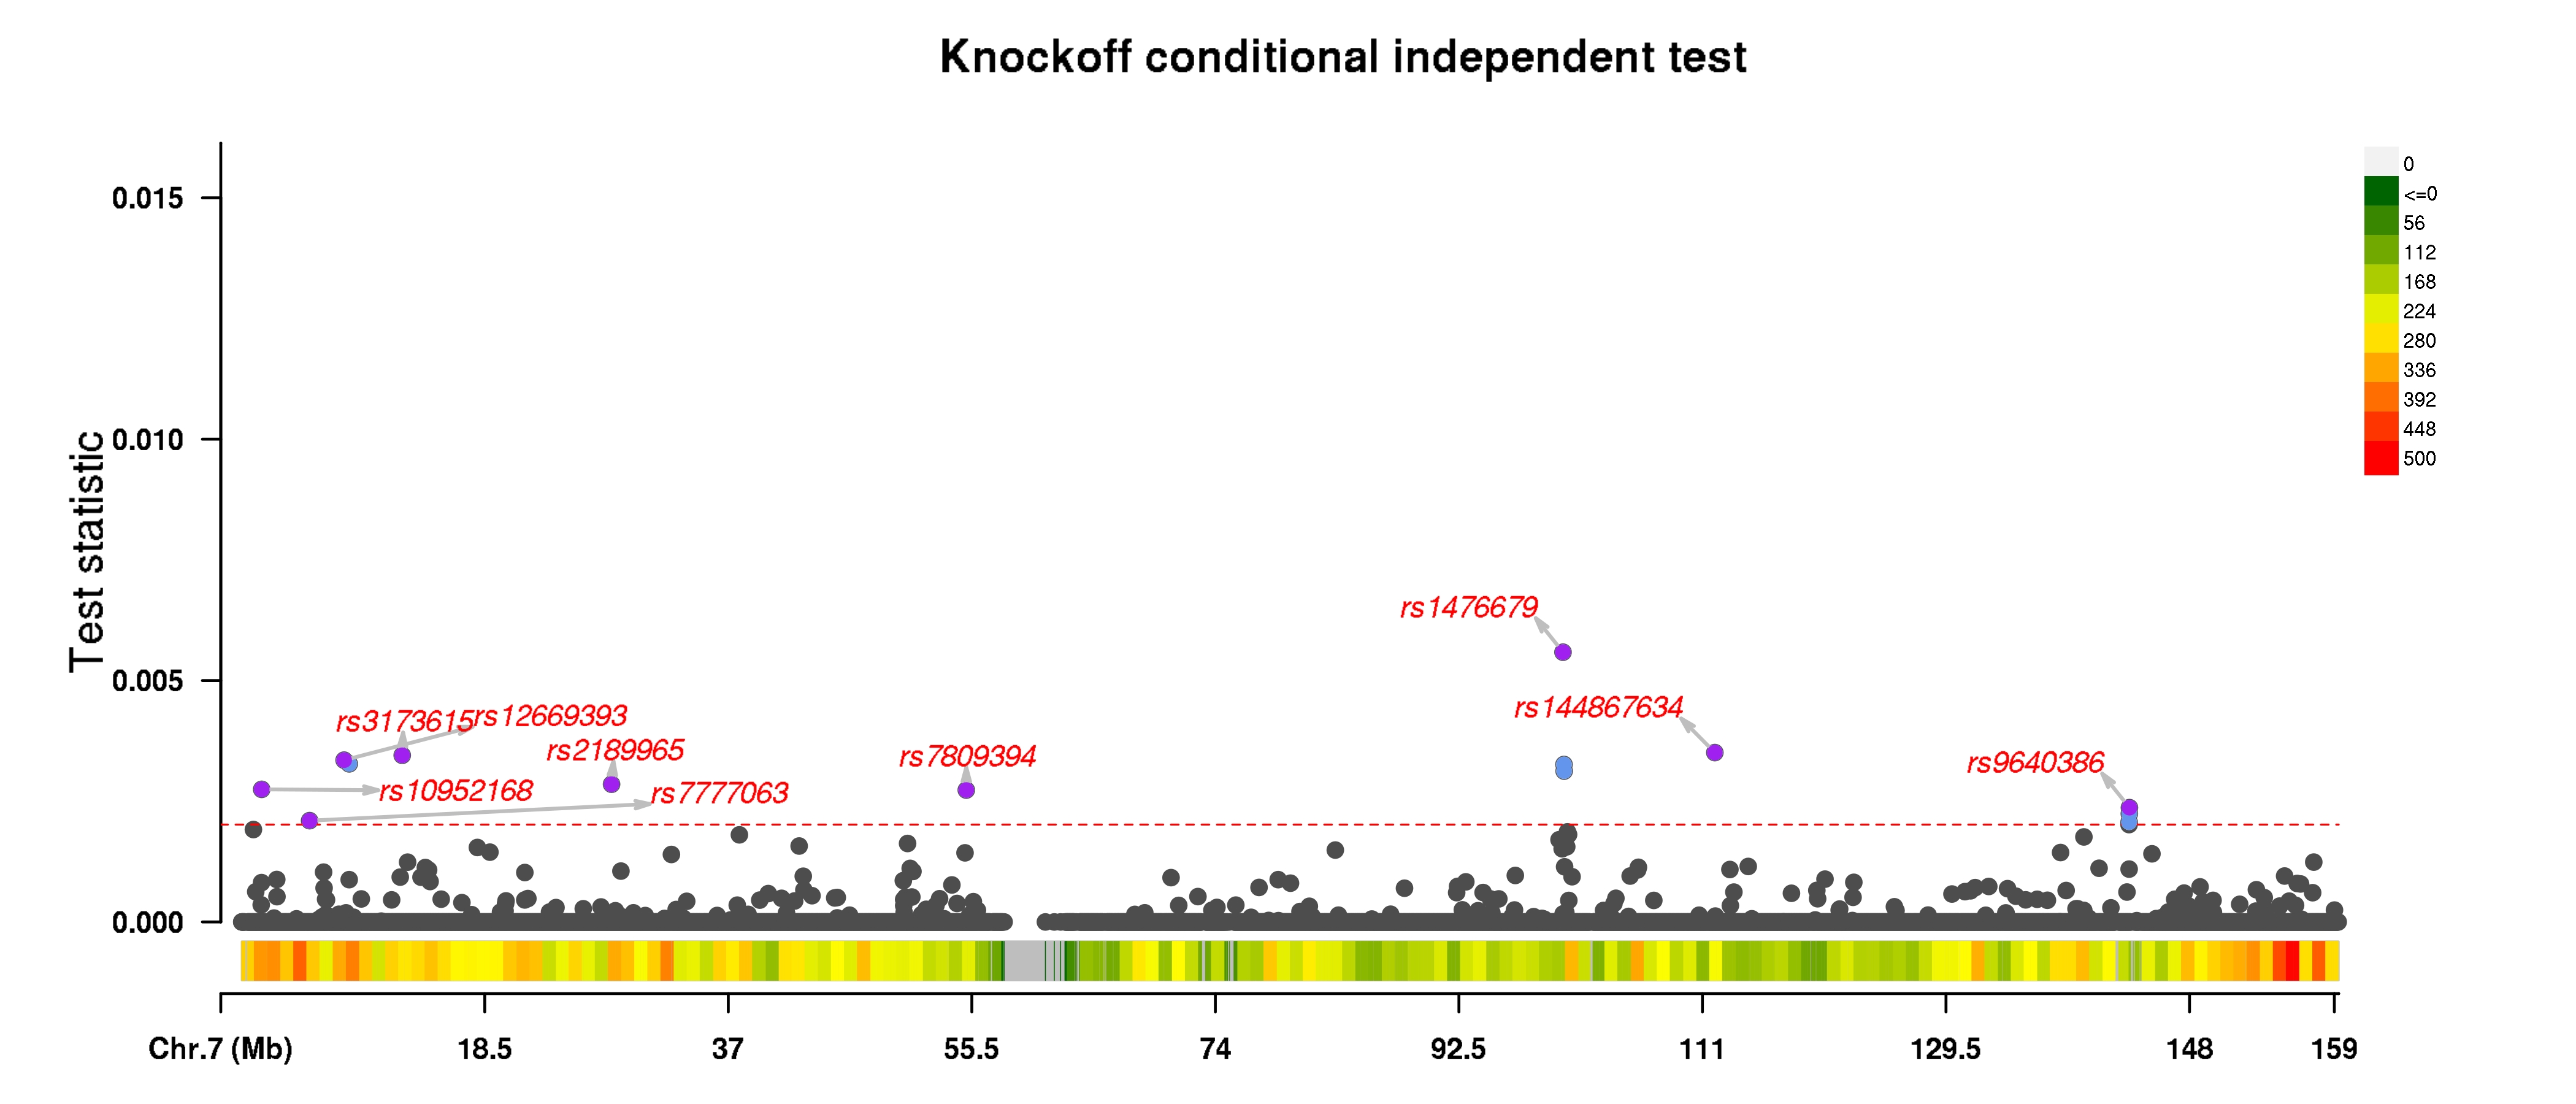 Knockoff conditional independent test
0.015
0.010
0.005
0.000
Test statistic
rs1476679
rs144867634
rs3173615
rs12669393
rs2189965
rs7809394
rs9640386
rs10952168
rs7777063
0
<=0
56
112
168
224
280
336
392
448
500
Chr.7 (Mb)
18.5
37
55.5
74
92.5
111
129.5
148
159